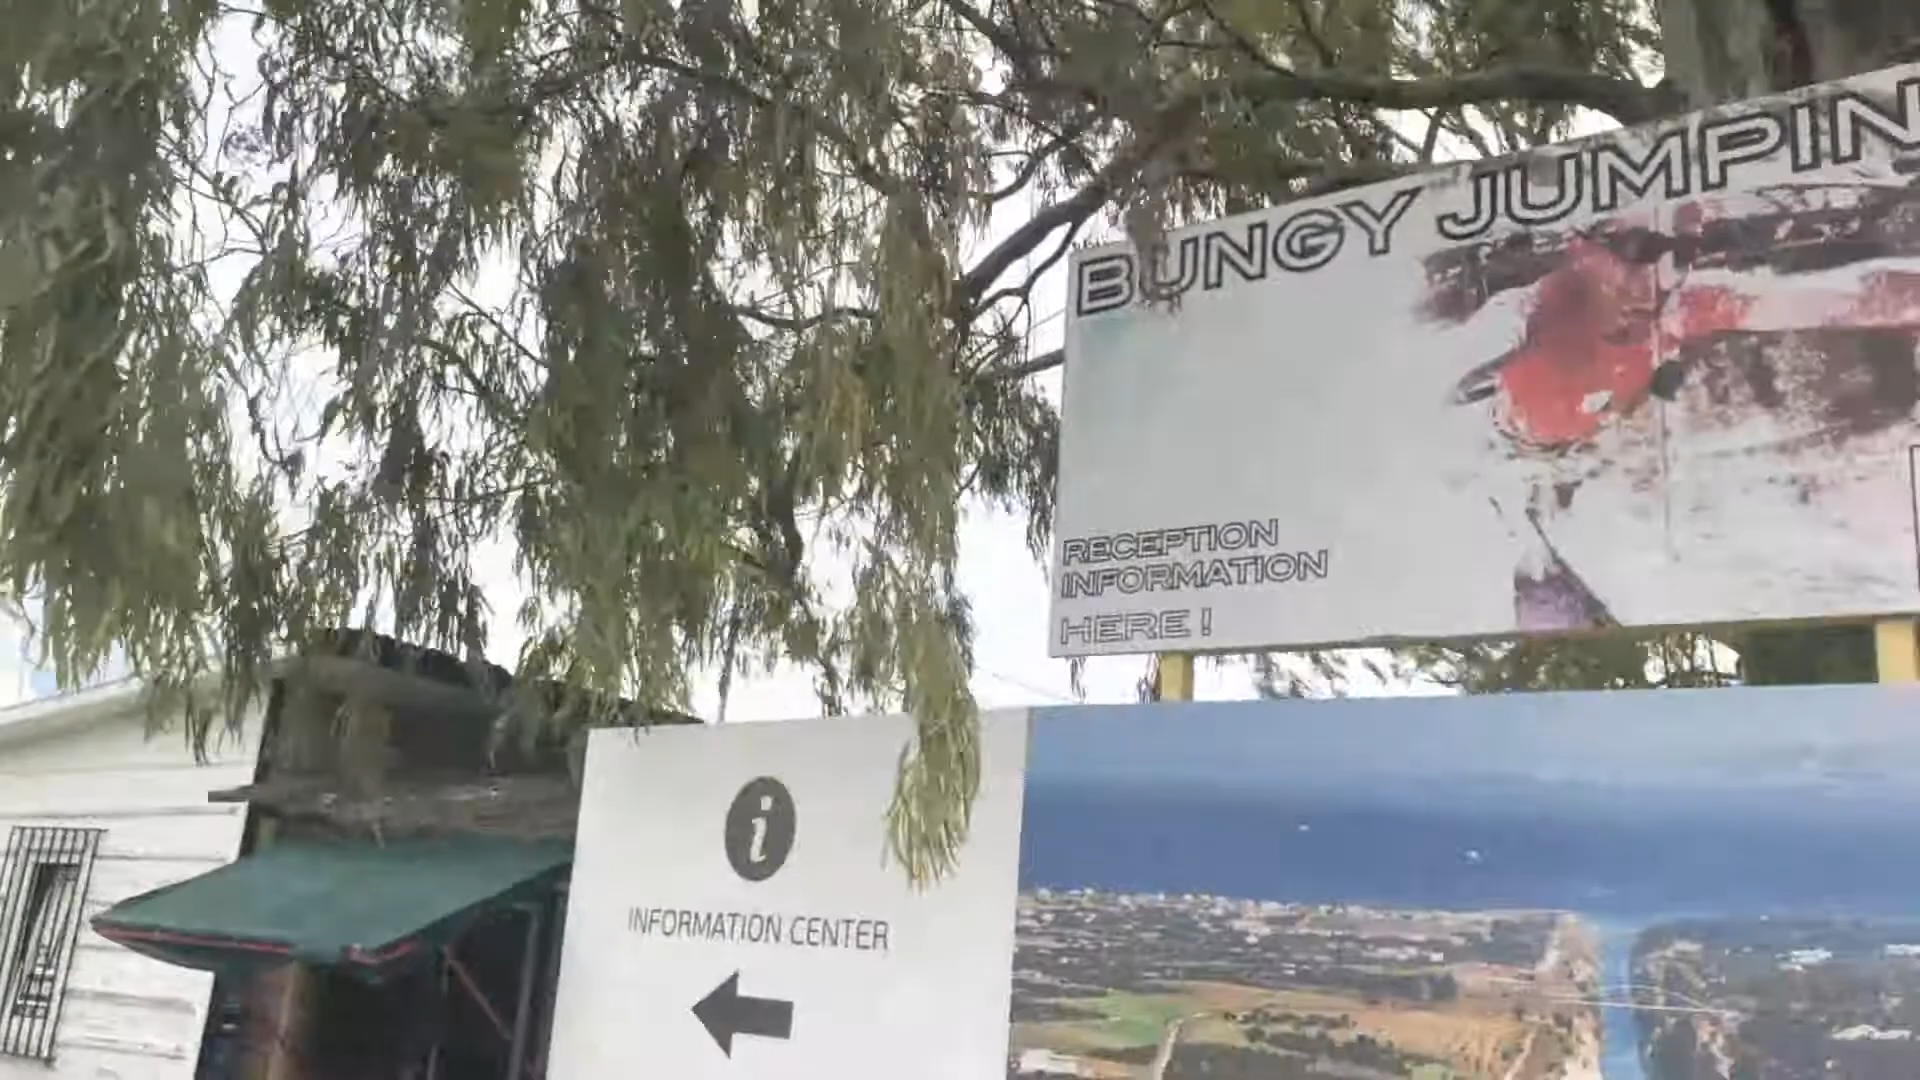 BUNGY JUMPIN
RECEPTION
INFORMATION
HERE!
i
INFORMATION CENTER